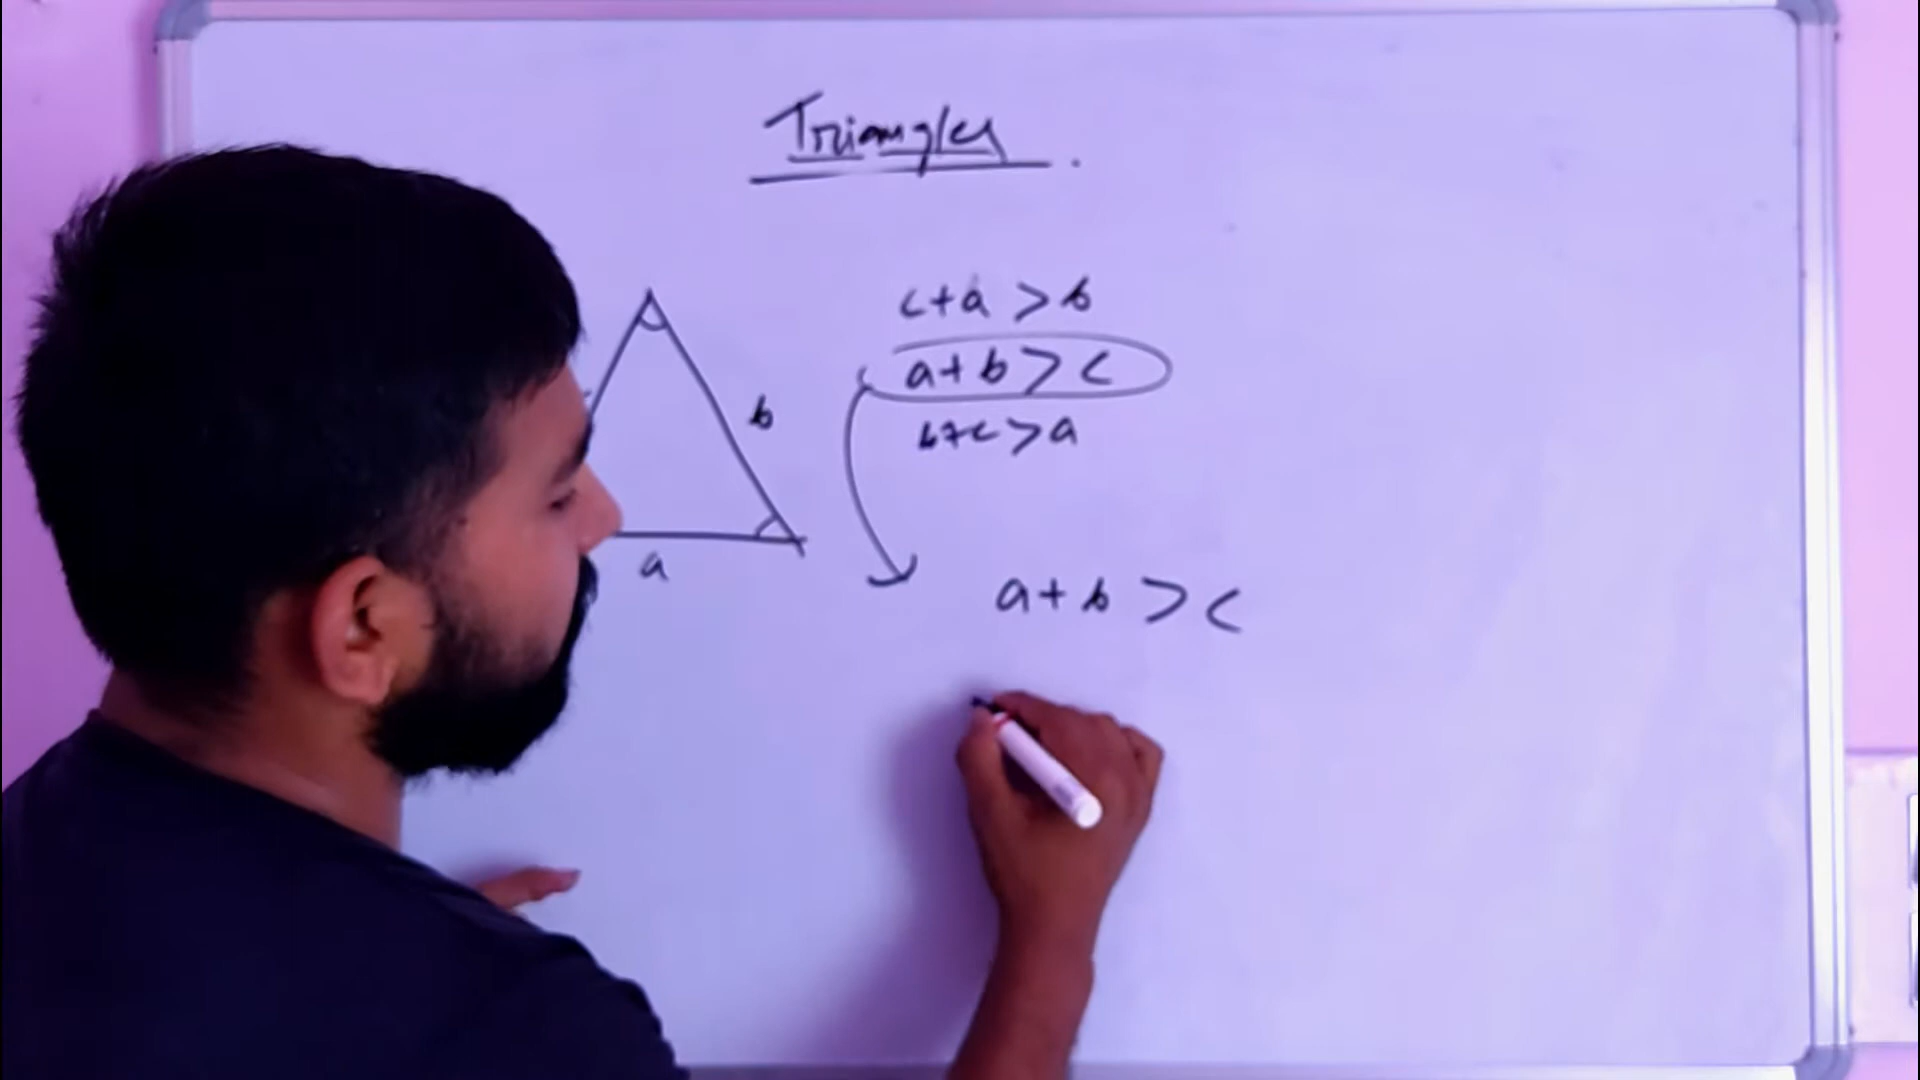 Triangles.
c+a > b
a+b > c
b+c > a
b
a
a+b > c